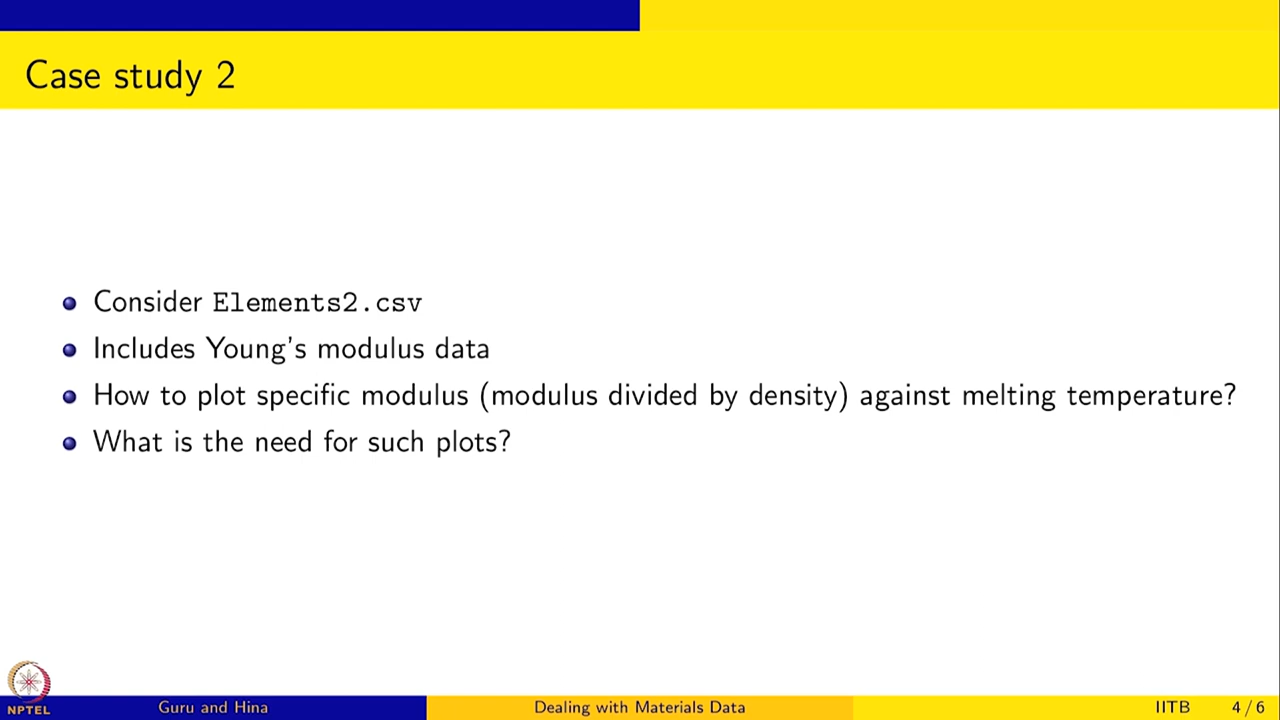 Case study 2
Consider Elements2.csv
Includes Young's modulus data
How to plot specific modulus (modulus divided by density) against melting temperature?
What is the need for such plots?
NPTEL
Guru and Hina
Dealing with Materials Data
IITB
4 / 6